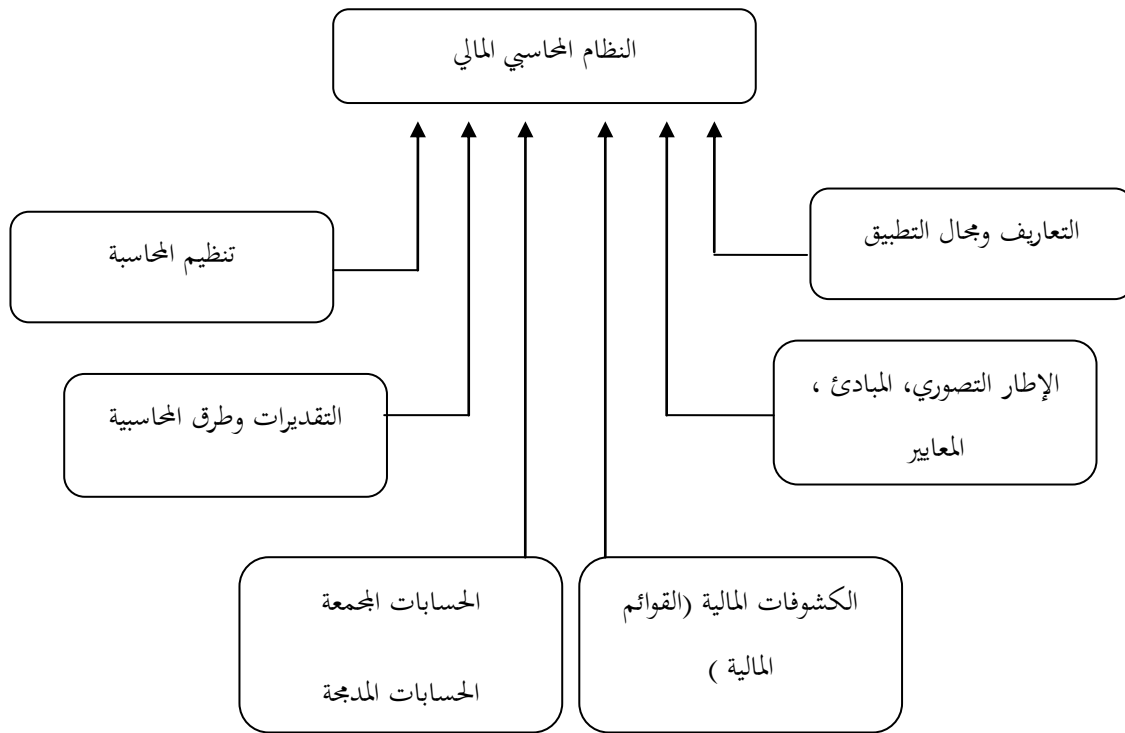 النظام المحاسبي المالي
التعاريف ومجال التطبيق
تنظيم المحاسبة
الإطار التصوري، المبادئ ،
المعايير
التقديرات وطرق المحاسبية
الكشوفات المالية (القوائم
المالية )
الحسابات المجمعة
الحسابات المدمجة